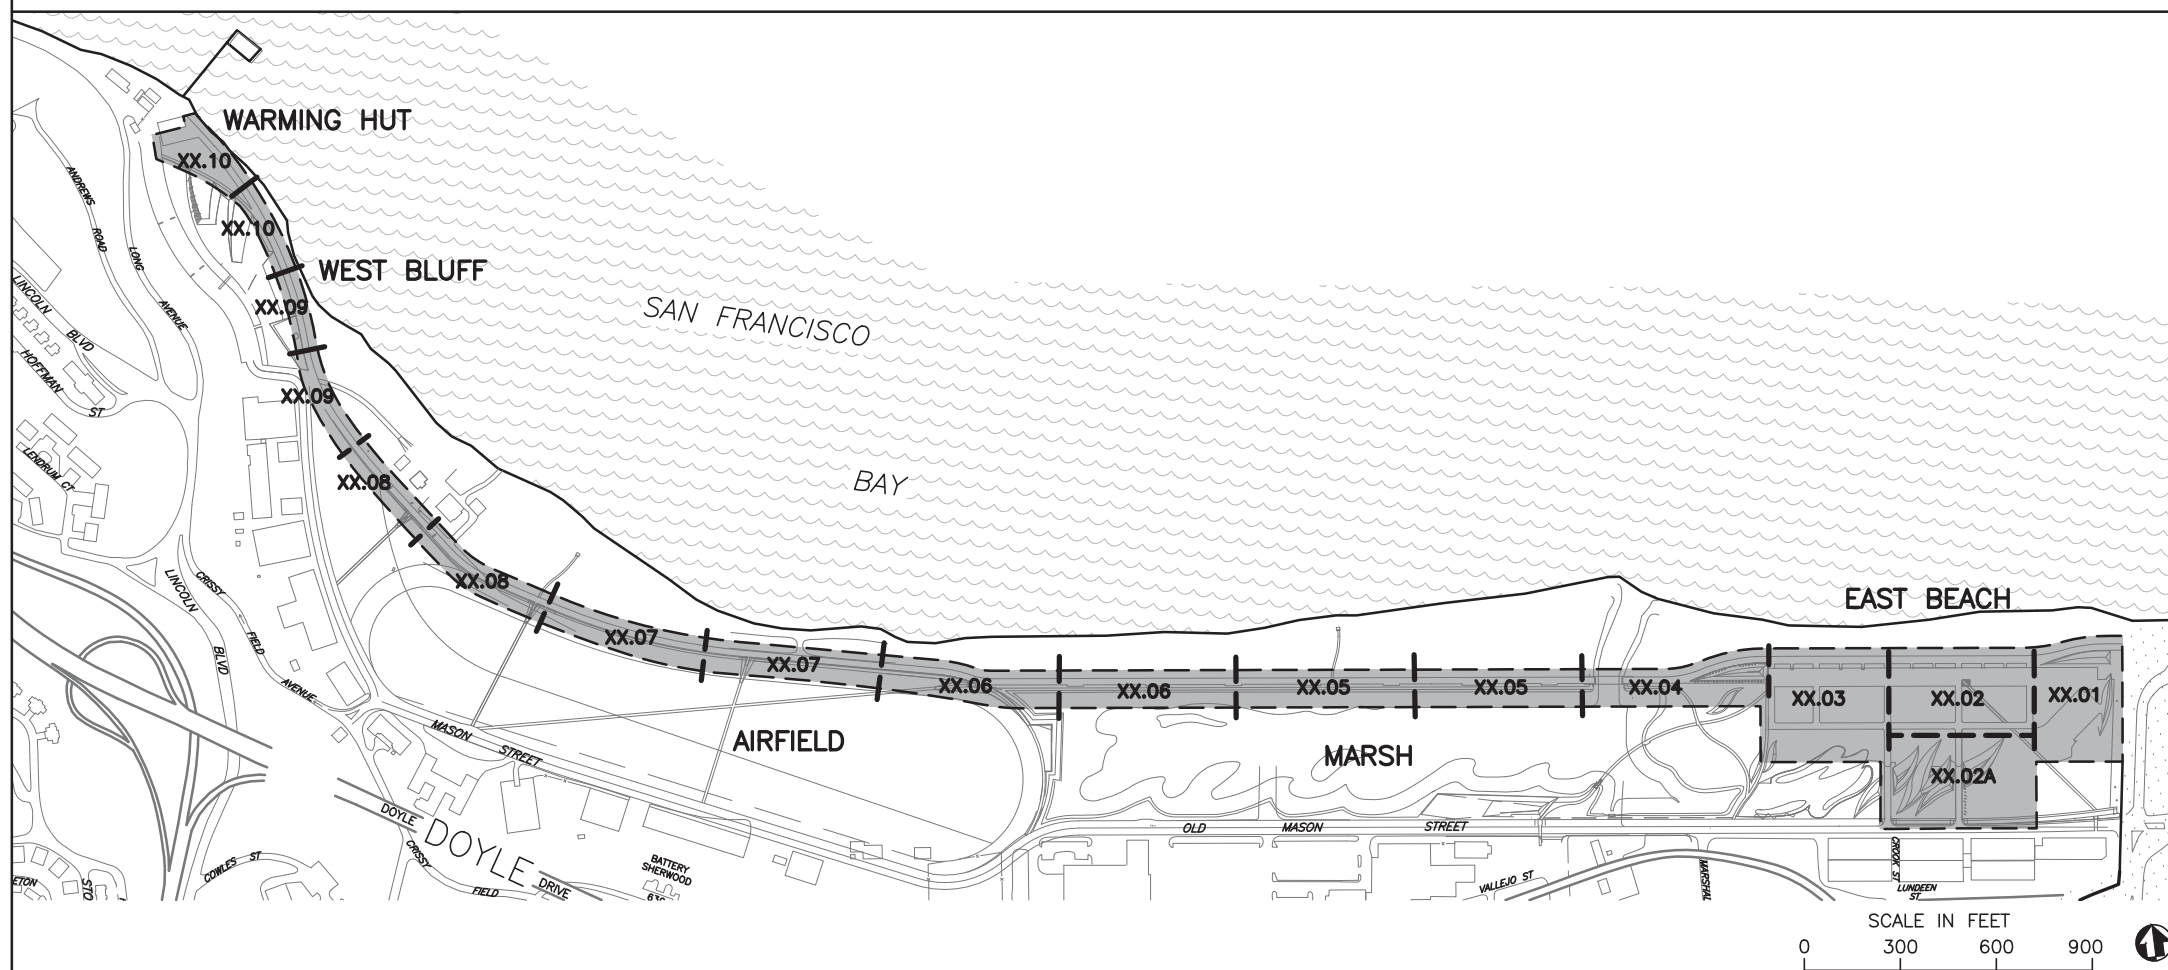 WARMING HUT
XX.10
XX.10
WEST BLUFF
XX.09
XX.09
XX.08
XX.08
XX.07
XX.07
XX.06
XX.06
XX.05
XX.05
XX.04
XX.03
XX.02
XX.01
XX.02A
SAN FRANCISCO
BAY
EAST BEACH
AIRFIELD
MARSH
ANDREWS
ROAD
LONG
AVENUE
LINCOLN
BLVD
HOFFMAN
ST
LENDRUM CT
LINCOLN
BLVD
CRISSY
FIELD
AVENUE
MASON
STREET
DOYLE
DOYLE
DRIVE
CRISSY
FIELD
COWLES ST
BATTERY
SHERWOOD
OLD MASON STREET
VALLEJO ST
MARSHAL
CROOK ST
LUNDEEN
ST
ETON
STO
SCALE IN FEET
0 300 600 900